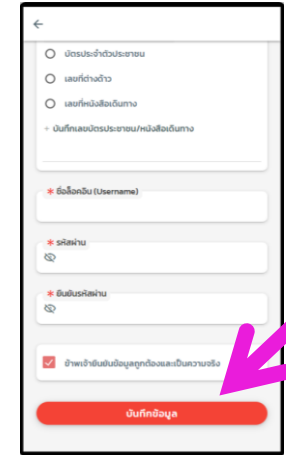 บัตรประจำตัวประชาชน
เลขที่ต่างด้าว
เลขที่หนังสือเดินทาง
+ บันทึกเลขบัตรประชาชน/หนังสือเดินทาง
* ชื่อล็อคอิน (Username)
* รหัสผ่าน
* ยืนยันรหัสผ่าน
ข้าพเจ้ายืนยันข้อมูลถูกต้องและเป็นความจริง
บันทึกข้อมูล